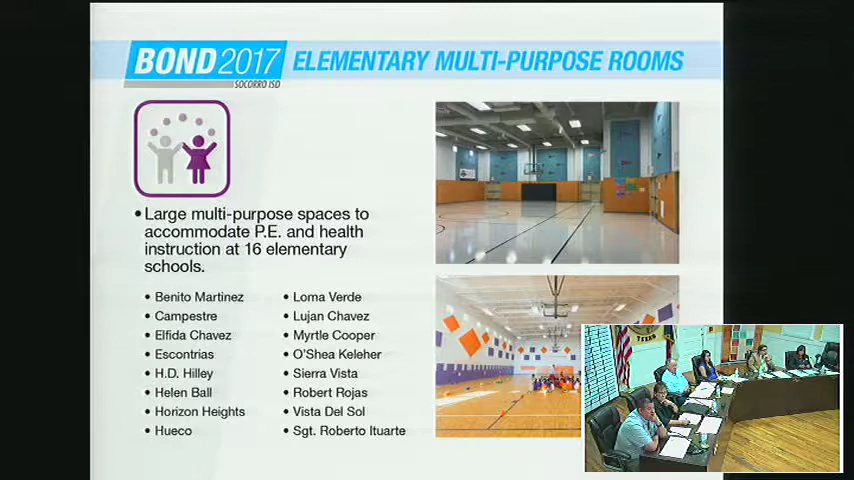 BOND 2017 ELEMENTARY MULTI-PURPOSE ROOMS
SOCORRO ISD
• Large multi-purpose spaces to
accommodate P.E. and health
instruction at 16 elementary
schools.
• Benito Martinez
• Campestre
• Elfida Chavez
• Escontrias
• H.D. Hilley
• Helen Ball
• Horizon Heights
• Hueco
• Loma Verde
• Lujan Chavez
• Myrtle Cooper
• O'Shea Keleher
• Sierra Vista
• Robert Rojas
• Vista Del Sol
• Sgt. Roberto Ituarte
TEXAS